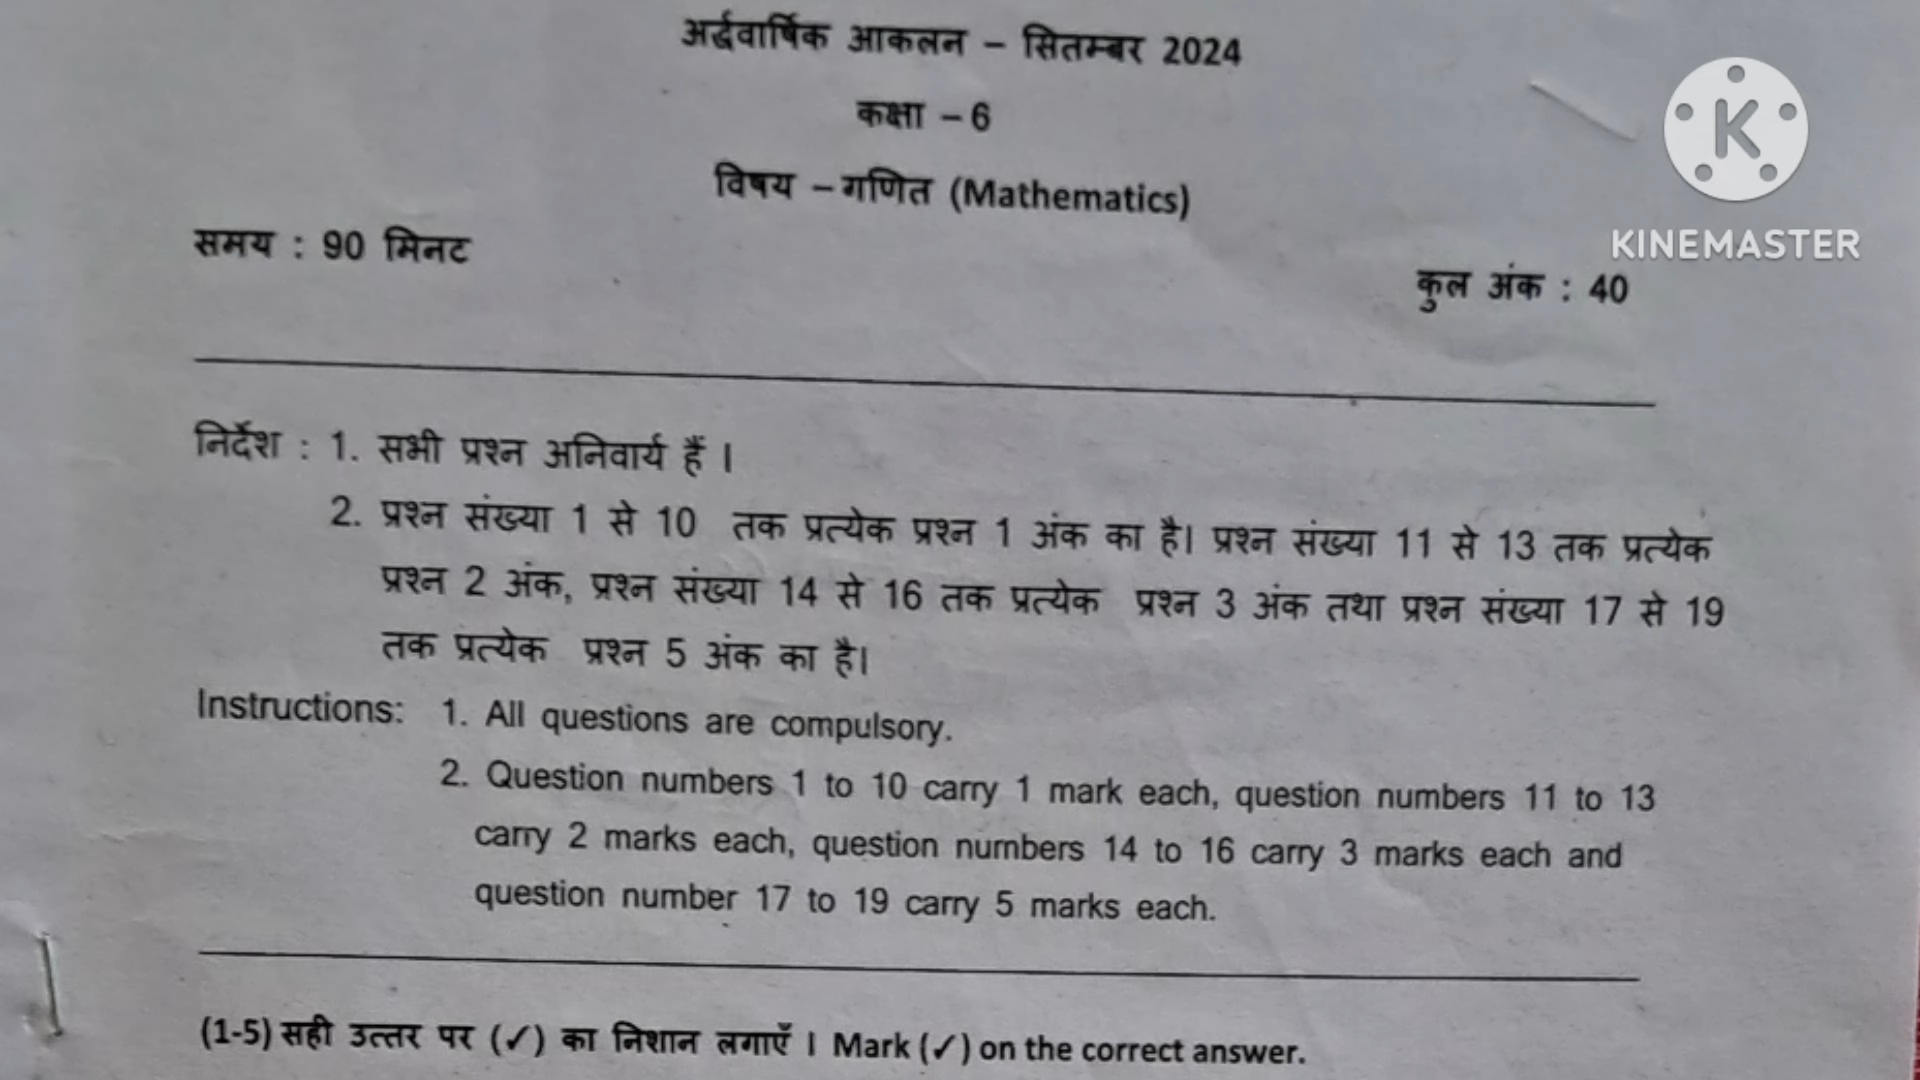 अर्द्धवार्षिक आकलन – सितम्बर 2024
कक्षा – 6
विषय – गणित (Mathematics)
K
KINEMASTER
समय : 90 मिनट
कुल अंक : 40
निर्देश : 1. सभी प्रश्न अनिवार्य हैं ।
2. प्रश्न संख्या 1 से 10 तक प्रत्येक प्रश्न 1 अंक का है। प्रश्न संख्या 11 से 13 तक प्रत्येक
प्रश्न 2 अंक, प्रश्न संख्या 14 से 16 तक प्रत्येक प्रश्न 3 अंक तथा प्रश्न संख्या 17 से 19
तक प्रत्येक प्रश्न 5 अंक का है।
Instructions: 1. All questions are compulsory.
2. Question numbers 1 to 10 carry 1 mark each, question numbers 11 to 13
carry 2 marks each, question numbers 14 to 16 carry 3 marks each and
question number 17 to 19 carry 5 marks each.
(1-5) सही उत्तर पर (✓) का निशान लगाएँ । Mark (✓) on the correct answer.